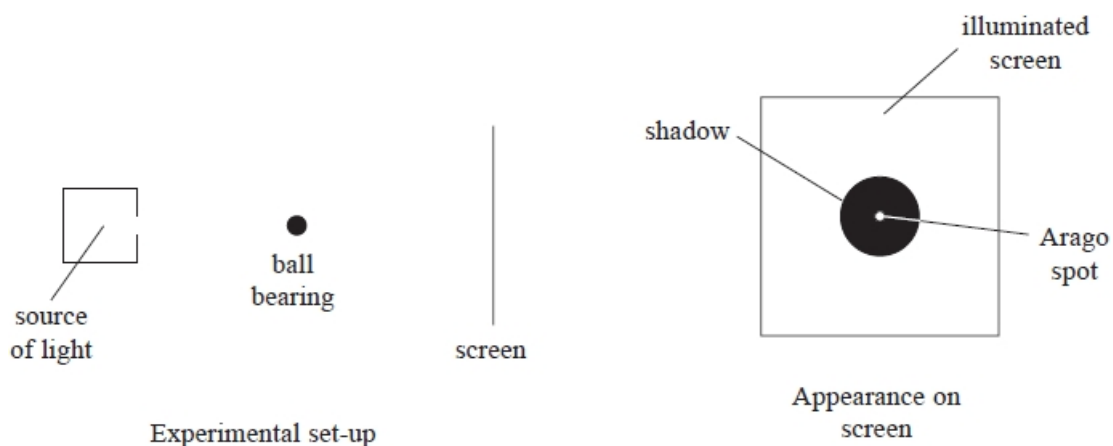 source
of light
ball
bearing
screen
Experimental set-up
illuminated
screen
shadow
Arago
spot
Appearance on
screen